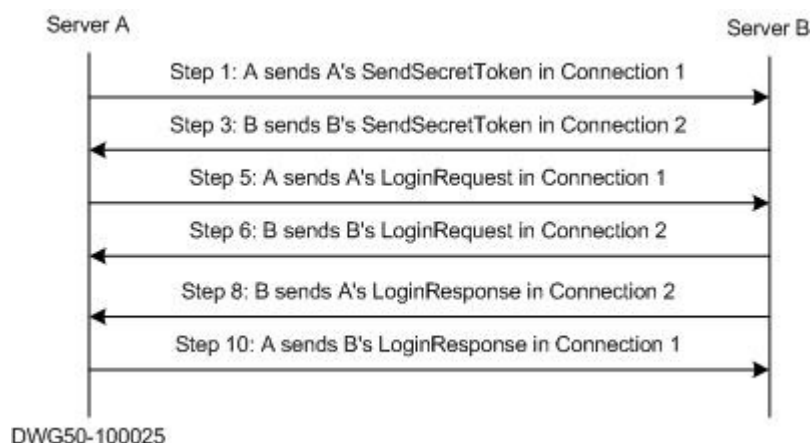 Server A
Server B
Step 1: A sends A's SendSecretToken in Connection 1
Step 3: B sends B's SendSecretToken in Connection 2
Step 5: A sends A's LoginRequest in Connection 1
Step 6: B sends B's LoginRequest in Connection 2
Step 8: B sends A's LoginResponse in Connection 2
Step 10: A sends B's LoginResponse in Connection 1
DWG50-100025